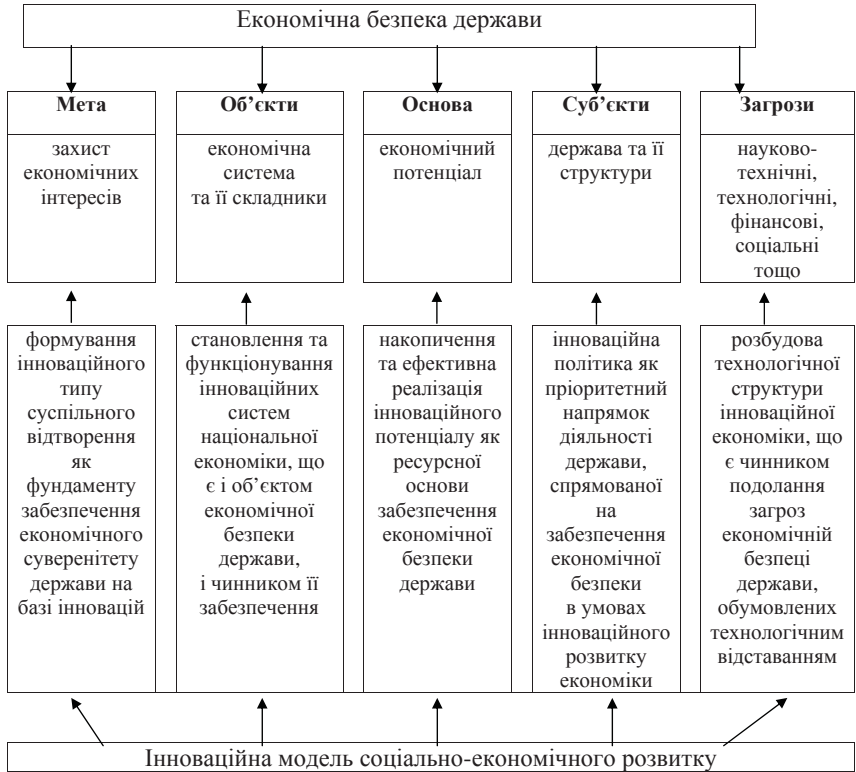 Економічна безпека держави
Мета
захист
економічних
інтересів
Об’єкти
економічна
система
та її складники
Основа
економічний
потенціал
Суб’єкти
держава та її
структури
Загрози
науково-
технічні,
технологічні,
фінансові,
соціальні
тощо
формування
інноваційного
типу
суспільного
відтворення
як
фундаменту
забезпечення
економічного
суверенітету
держави на
базі інновацій
становлення та
функціонування
інноваційних
систем
національної
економіки, що
є і об’єктом
економічної
безпеки
держави,
і чинником її
забезпечення
накопичення
та ефективна
реалізація
інноваційного
потенціалу як
ресурсної
основи
забезпечення
економічної
безпеки
держави
інноваційна
політика як
пріоритетний
напрямок
діяльності
держави,
спрямованої
на
забезпечення
економічної
безпеки
в умовах
інноваційного
розвитку
економіки
розбудова
технологічної
структури
інноваційної
економіки, що
є чинником
подолання
загроз
економічній
безпеці
держави,
обумовлених
технологічним
відставанням
Інноваційна модель соціально-економічного розвитку